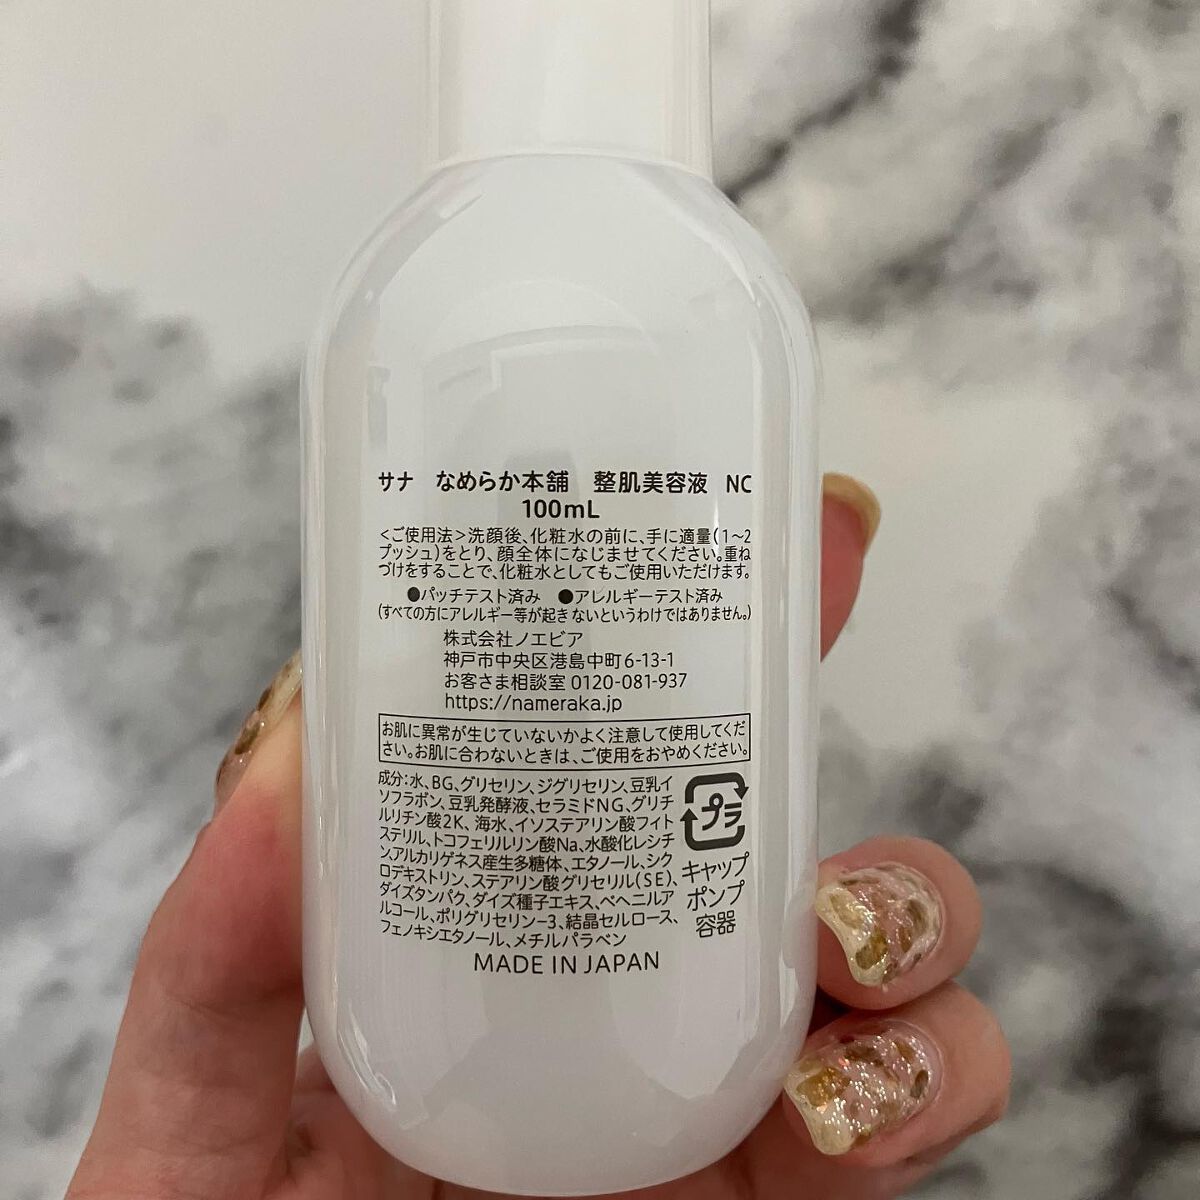 サナ なめらか本舗 整肌美容液 NC
100mL
<ご使用法>洗顔後、化粧水の前に、手に適量(1~2
プッシュ)をとり、顔全体になじませてください。重ね
づけをすることで、化粧水としてもご使用いただけます。
●パッチテスト済み ●アレルギーテスト済み
(すべての方にアレルギー等が起きないというわけではありません。)
株式会社ノエビア
神戸市中央区港島中町6-13-1
お客さま相談室 0120-081-937
https://nameraka.jp
お肌に異常が生じていないかよく注意して使用してくだ
さい。お肌に合わないときは、ご使用をおやめください。
成分:水、BG、グリセリン、ジグリセリン、豆乳イ
ソフラボン、豆乳発酵液、セラミドNG、グリチ
ルリチン酸2K、海水、イソステアリン酸フィト
ステリル、トコフェリルリン酸Na、水酸化レシチ
ン、アルカリゲネス産生多糖体、エタノール、シク
ロデキストリン、ステアリン酸グリセリル(SE)、
ダイズタンパク、ダイズ種子エキス、ベヘニルア
ルコール、ポリグリセリン-3、結晶セルロース、
フェノキシエタノール、メチルパラベン
プラ
キャップ
ポンプ
容器
MADE IN JAPAN